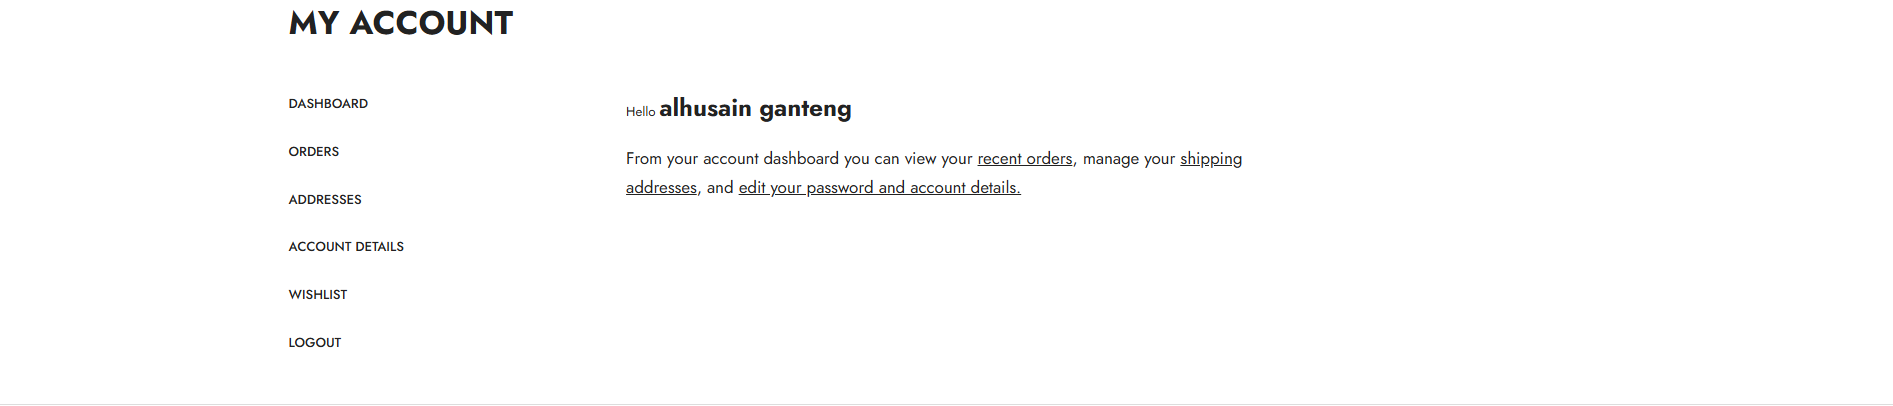 MY ACCOUNT
DASHBOARD
ORDERS
ADDRESSES
ACCOUNT DETAILS
WISHLIST
LOGOUT
Hello alhusain ganteng
From your account dashboard you can view your recent orders, manage your shipping
addresses, and edit your password and account details.